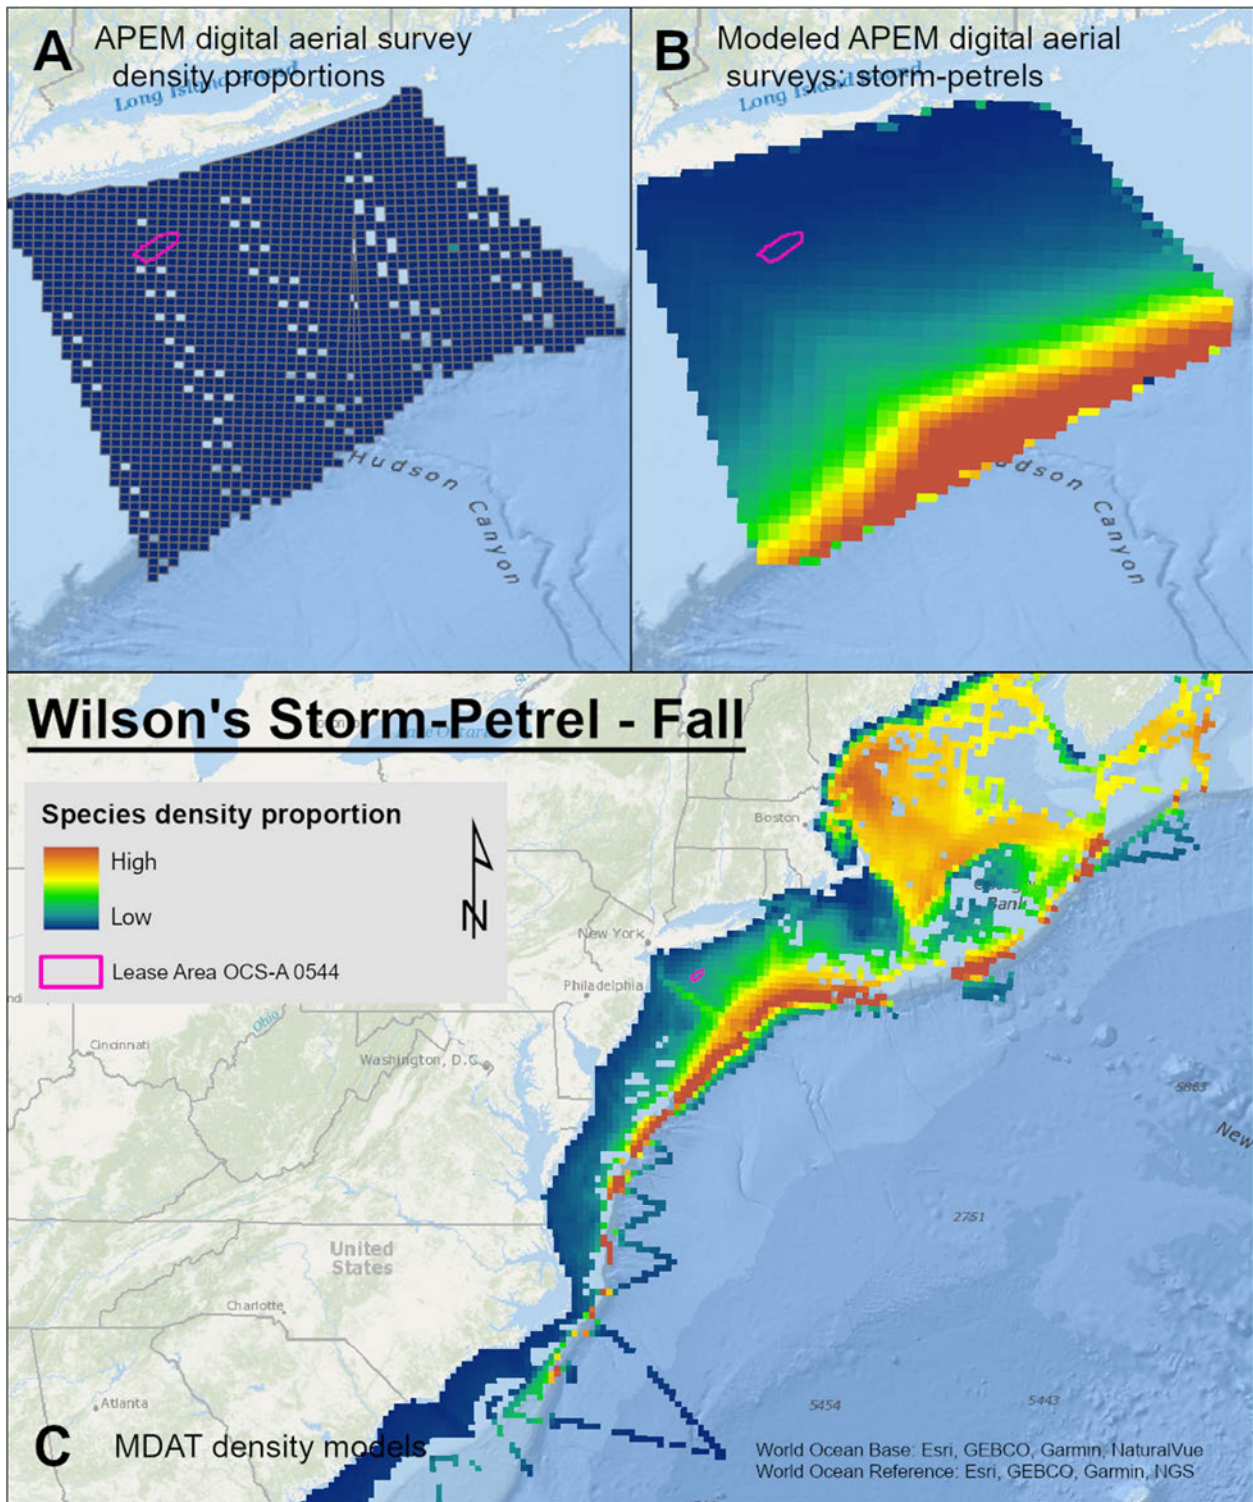 A
APEM digital aerial survey
density proportions
Long Island Sound
Hudson Canyon
B
Modeled APEM digital aerial
surveys: storm-petrels
Long Island Sound
udson Canyon
Wilson's Storm-Petrel - Fall
Species density proportion
High
Low
N
Lease Area OCS-A 0544
Boston
New York
Philadelphia
Ohio
Cincinnati
Washington, D.C.
Bank
5863
New
2751
United
States
Charlotte
Atlanta
5454
5443
C
MDAT density models
World Ocean Base: Esri, GEBCO, Garmin, NaturalVue
World Ocean Reference: Esri, GEBCO, Garmin, NGS